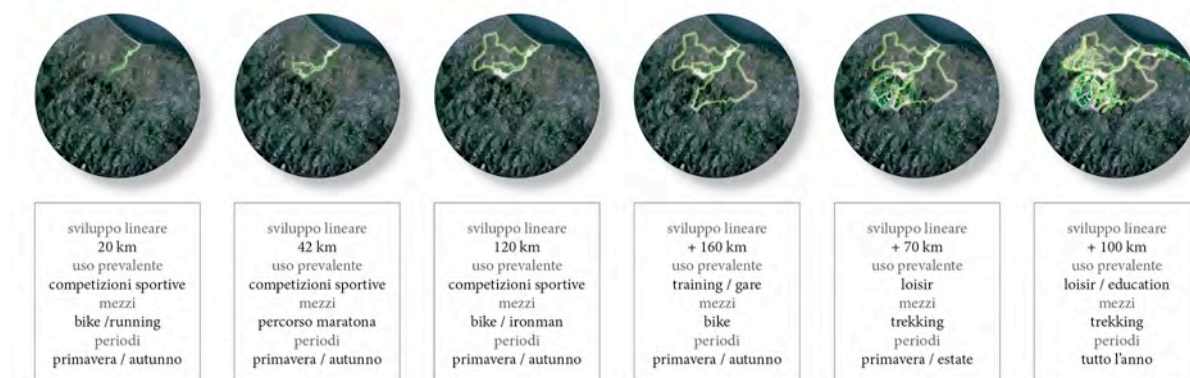 sviluppo lineare
20 km
uso prevalente
competizioni sportive
mezzi
bike /running
periodi
primavera / autunno
sviluppo lineare
42 km
uso prevalente
competizioni sportive
mezzi
percorso maratona
periodi
primavera / autunno
sviluppo lineare
120 km
uso prevalente
competizioni sportive
mezzi
bike / ironman
periodi
primavera / autunno
sviluppo lineare
+ 160 km
uso prevalente
training / gare
mezzi
bike
periodi
primavera / autunno
sviluppo lineare
+ 70 km
uso prevalente
loisir
mezzi
trekking
periodi
primavera / estate
sviluppo lineare
+ 100 km
uso prevalente
loisir / education
mezzi
trekking
periodi
tutto l'anno